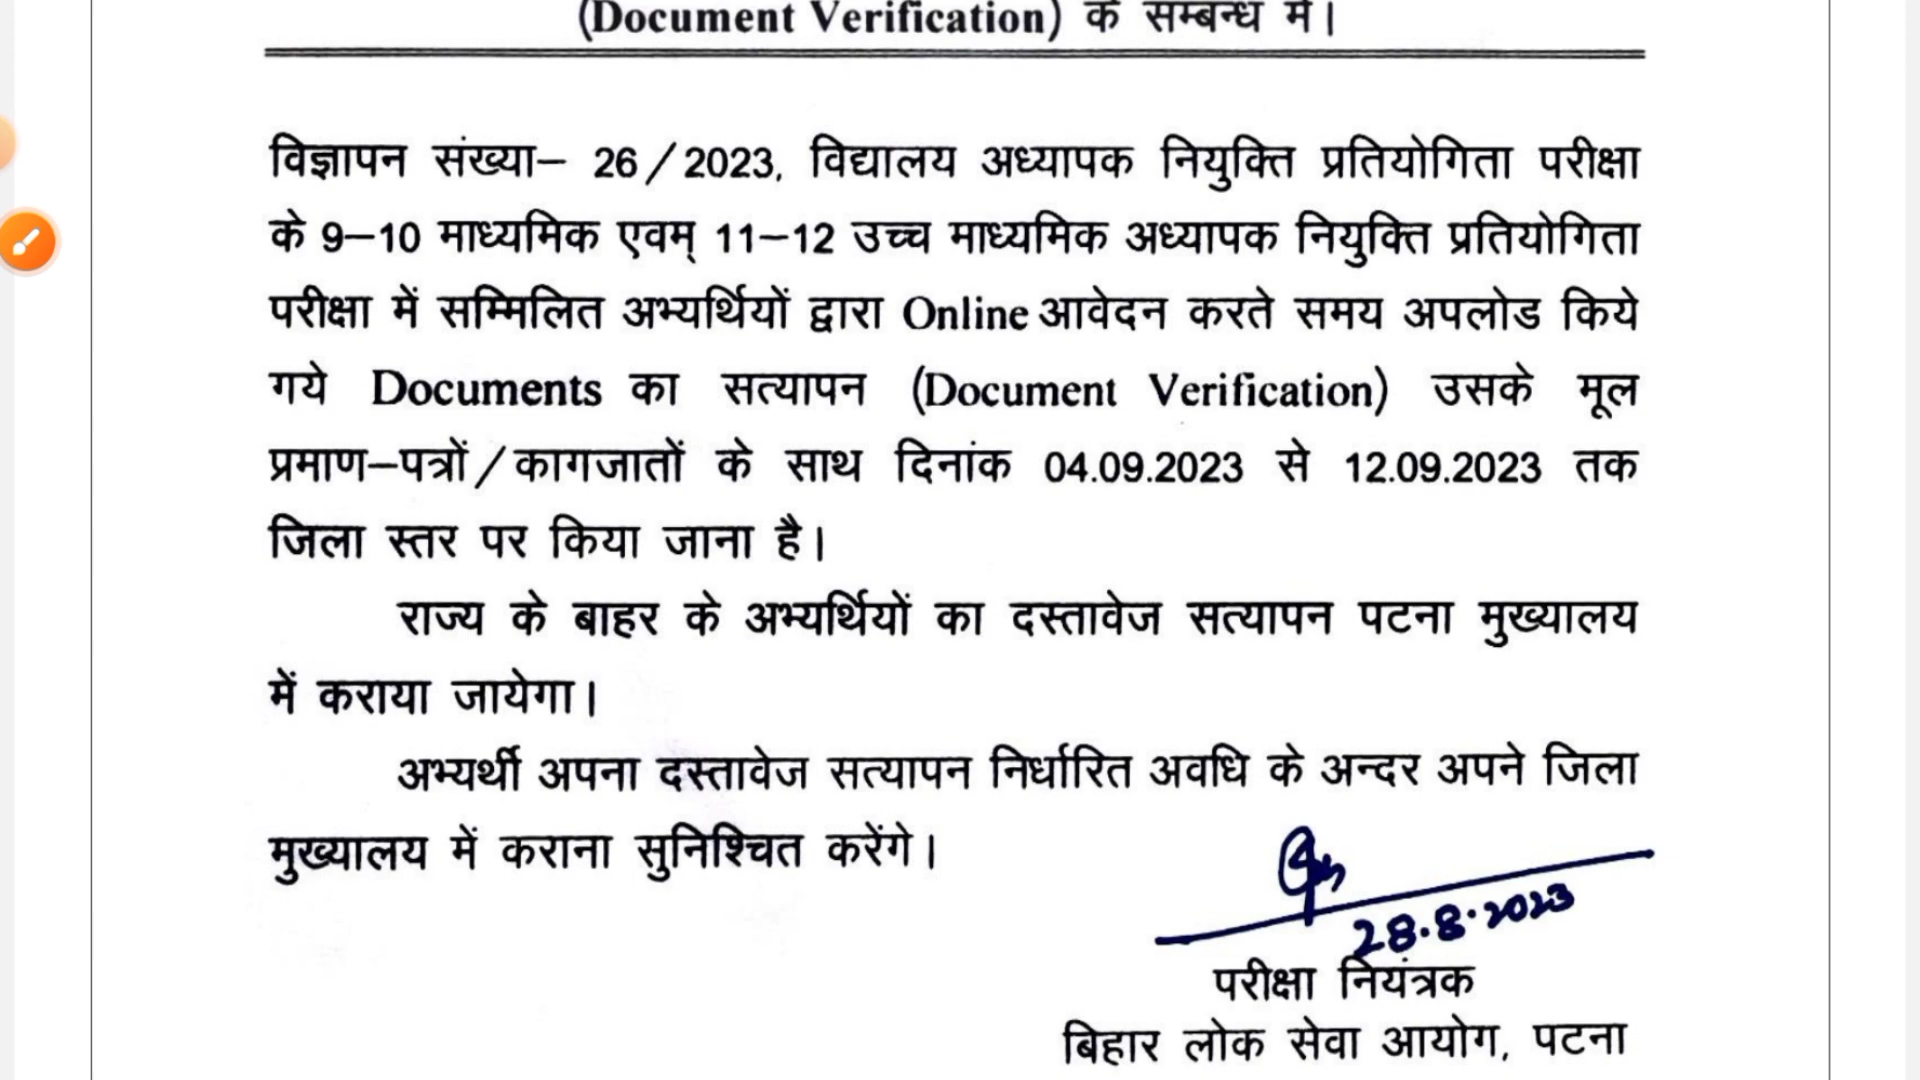 (Document Verification) के सम्बन्ध में।
विज्ञापन संख्या– 26/2023, विद्यालय अध्यापक नियुक्ति प्रतियोगिता परीक्षा
के 9–10 माध्यमिक एवम् 11–12 उच्च माध्यमिक अध्यापक नियुक्ति प्रतियोगिता
परीक्षा में सम्मिलित अभ्यर्थियों द्वारा Online आवेदन करते समय अपलोड किये
गये Documents का सत्यापन (Document Verification) उसके मूल
प्रमाण–पत्रों/कागजातों के साथ दिनांक 04.09.2023 से 12.09.2023 तक
जिला स्तर पर किया जाना है।
राज्य के बाहर के अभ्यर्थियों का दस्तावेज सत्यापन पटना मुख्यालय
में कराया जायेगा।
अभ्यर्थी अपना दस्तावेज सत्यापन निर्धारित अवधि के अन्दर अपने जिला
मुख्यालय में कराना सुनिश्चित करेंगे।
28.8.2023
परीक्षा नियंत्रक
बिहार लोक सेवा आयोग, पटना